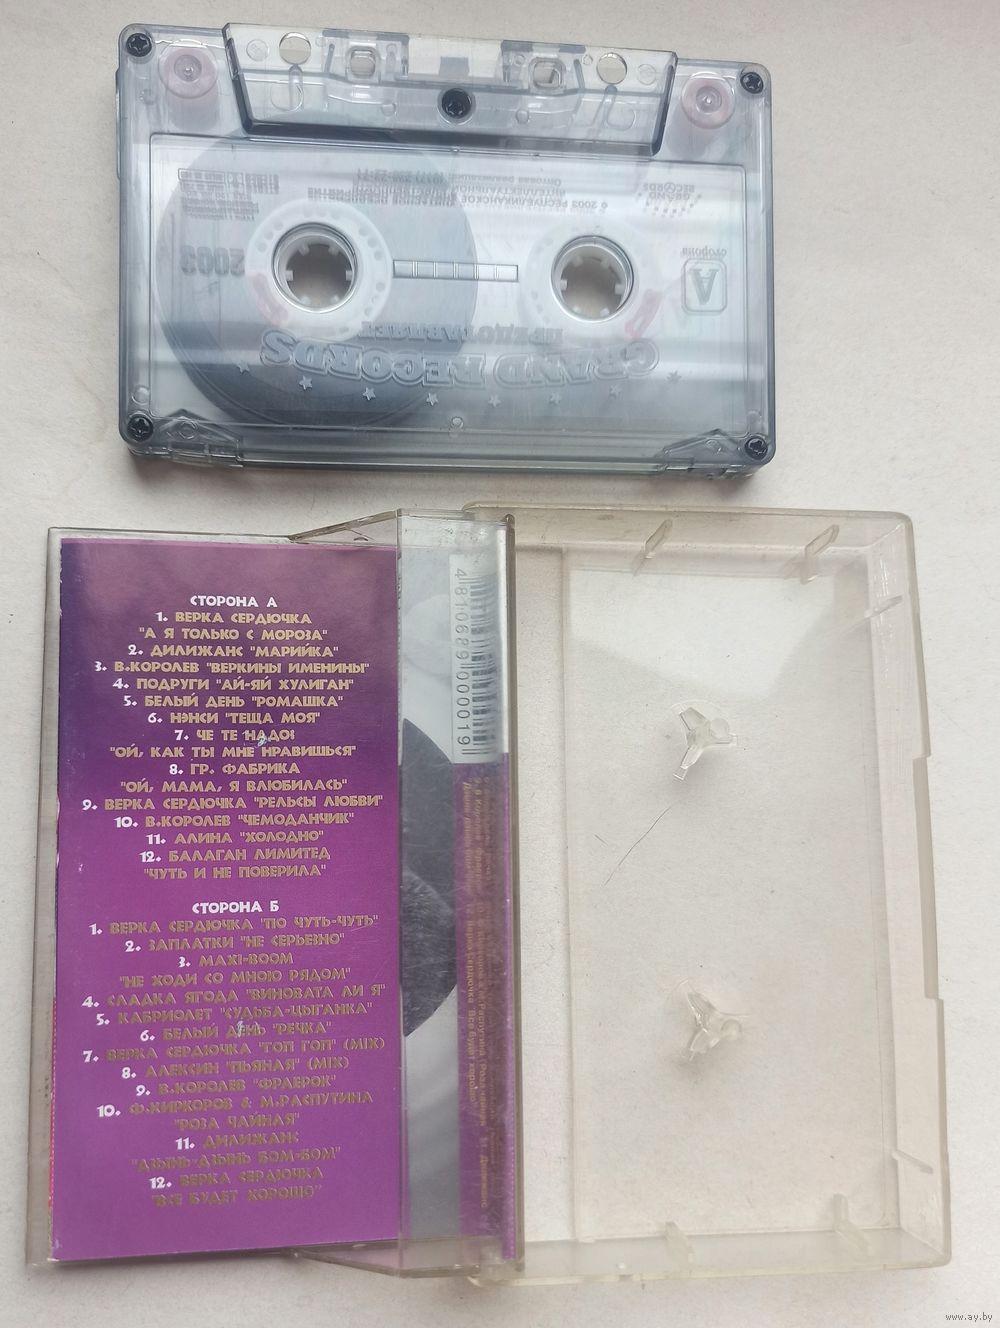 GRAND RECORDS
сторона
A
2003
GRAND RECORDS
СТОРОНА А
1. ВЕРКА СЕРДЮЧКА
"А Я ТОЛЬКО С МОРОЗА"
2. ДИЛИЖАНС "МАРИЙКА"
3. В.КОРОЛЕВ "ВЕРКИНЫ ИМЕНИНЫ"
4. ПОДРУГИ "АЙ-ЯЙ ХУЛИГАН"
5. БЕЛЫЙ ДЕНЬ "РОМАШКА"
6. НЭНСИ "ТЕЩА МОЯ"
7. ЧЕ ТЕ НАДО?
"ОЙ, КАК ТЫ МНЕ НРАВИШЬСЯ"
8. ГР. ФАБРИКА
"ОЙ, МАМА, Я ВЛЮБИЛАСЬ"
9. ВЕРКА СЕРДЮЧКА "РЕЛЬСЫ ЛЮБВИ"
10. В.КОРОЛЕВ "ЧЕМОДАНЧИК"
11. АЛИНА "ХОЛОДНО"
12. БАЛАГАН ЛИМИТЕД
"ЧУТЬ И НЕ ПОВЕРИЛА"
СТОРОНА Б
1. ВЕРКА СЕРДЮЧКА "ПО ЧУТЬ-ЧУТЬ"
2. ЗАПЛАТКИ "НЕ СЕРЬЕЗНО"
3. MAXI-BOOM
"НЕ ХОДИ СО МНОЮ РЯДОМ"
4. СЛАДКА ЯГОДА "ВИНОВАТА ЛИ Я"
5. КАБРИОЛЕТ "СУДЬБА-ЦЫГАНКА"
6. БЕЛЫЙ ДЕНЬ "РЕЧКА"
7. ВЕРКА СЕРДЮЧКА "ГОП ГОП" (MIX)
8. АЛЕКСИН "ПЬЯНАЯ" (MIX)
9. В.КОРОЛЕВ "ФРАЕРОК"
10. Ф.КИРКОРОВ & М.РАСПУТИНА
"РОЗА ЧАЙНАЯ"
11. ДИЛИЖАНС
"ДЗЫНЬ-ДЗЫНЬ БОМ-БОМ"
12. ВЕРКА СЕРДЮЧКА
"ВСЕ БУДЕТ ХОРОШО"
4810689000019
www.ay.by